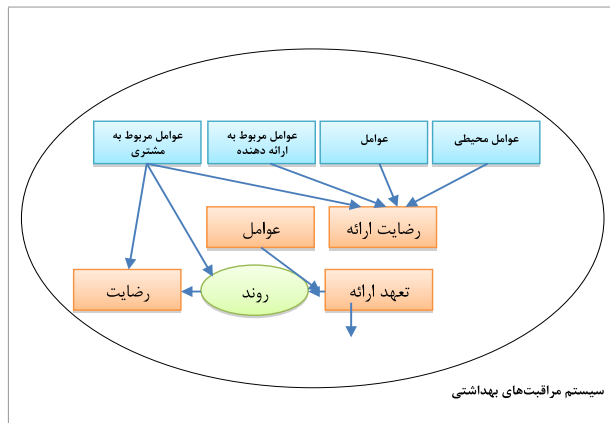 عوامل محیطی
عوامل
عوامل مربوط به
ارائه دهنده
عوامل مربوط به
مشتری
رضایت ارائه
عوامل
تعهد ارائه
روند
رضایت
سیستم مراقبت‌های بهداشتی